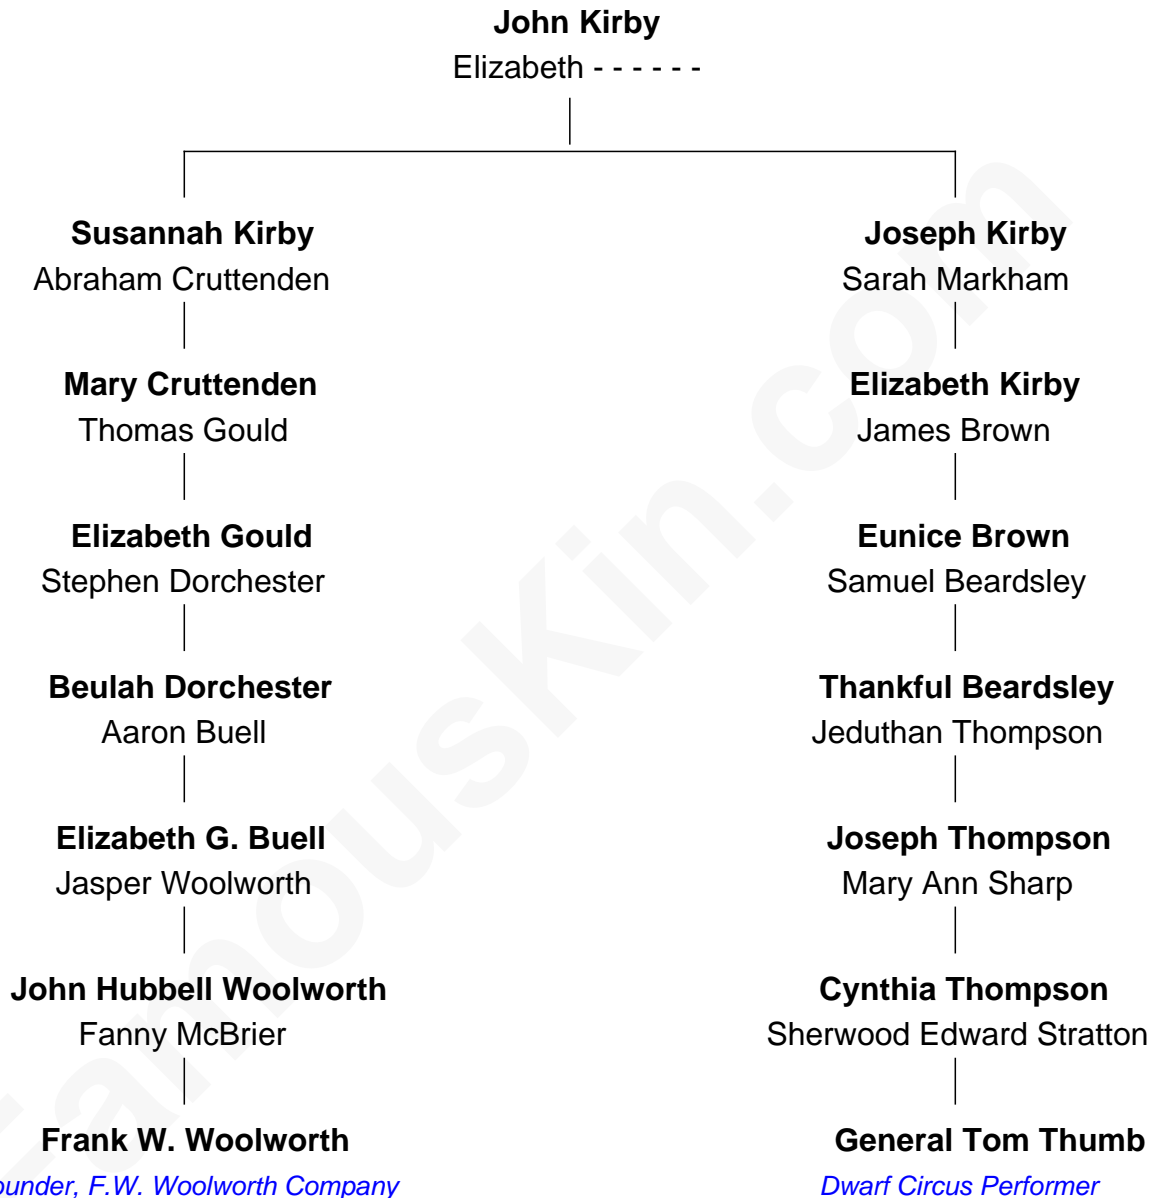 John Kirby
Elizabeth - - - - - -
Susannah Kirby
Abraham Cruttenden
Joseph Kirby
Sarah Markham
Mary Cruttenden
Thomas Gould
Elizabeth Kirby
James Brown
Elizabeth Gould
Stephen Dorchester
Eunice Brown
Samuel Beardsley
Beulah Dorchester
Aaron Buell
Thankful Beardsley
Jeduthan Thompson
Elizabeth G. Buell
Jasper Woolworth
Joseph Thompson
Mary Ann Sharp
John Hubbell Woolworth
Fanny McBrier
Cynthia Thompson
Sherwood Edward Stratton
Frank W. Woolworth
ounder, F.W. Woolworth Company
General Tom Thumb
Dwarf Circus Performer
FamousKin.com